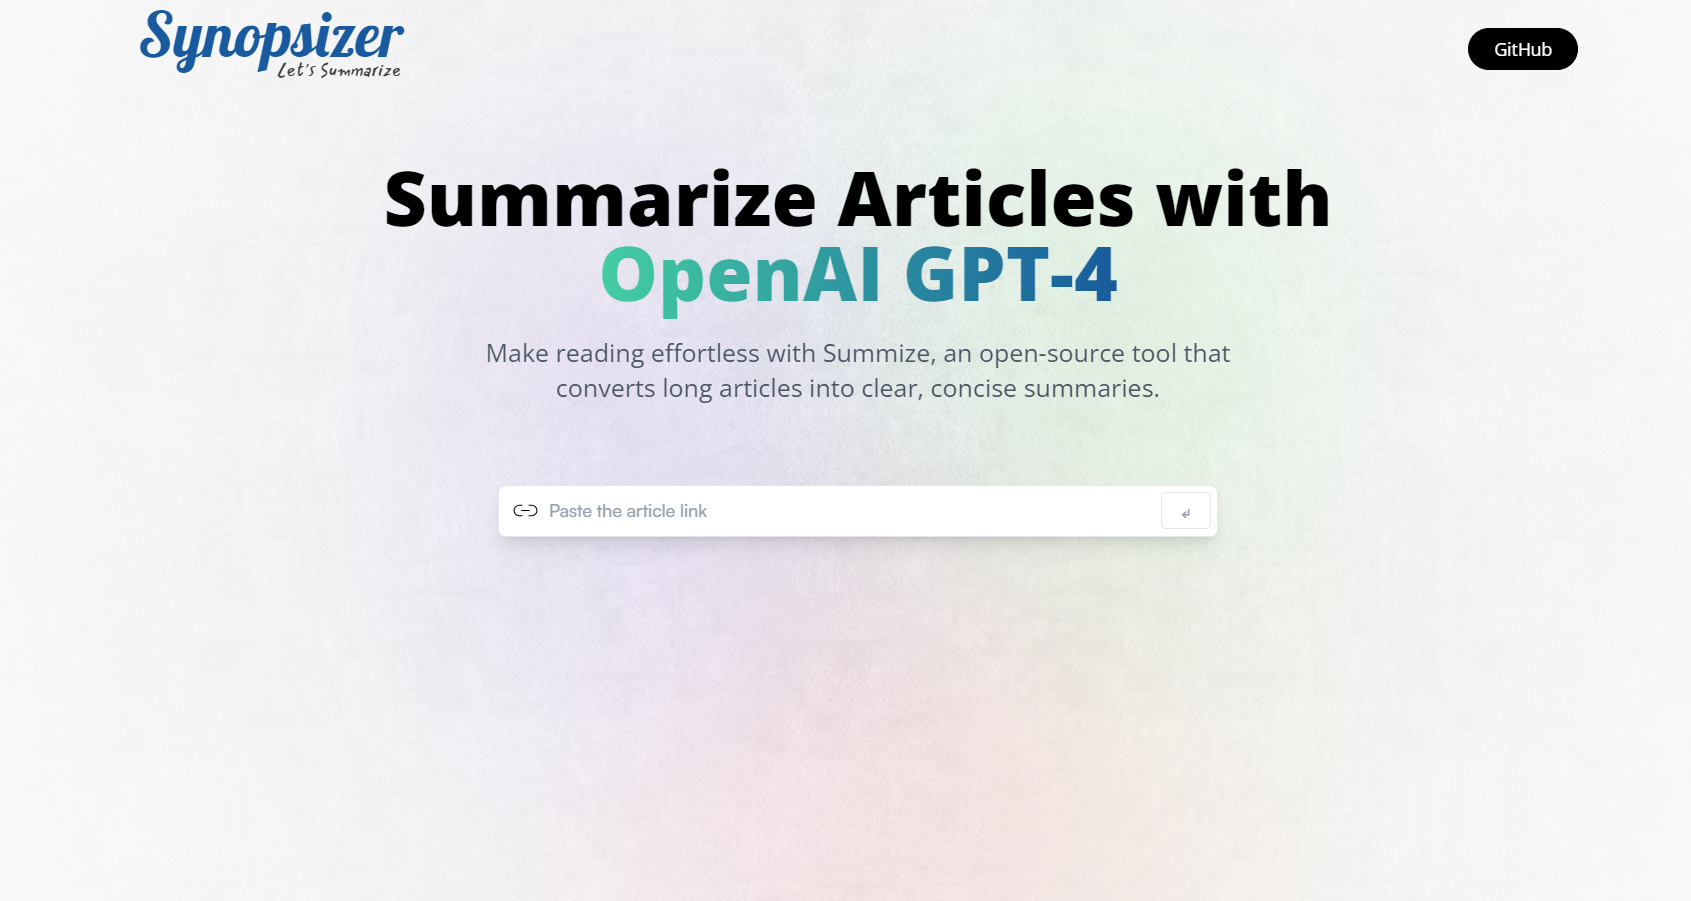 Synopsizer
Let's Summarize
GitHub
Summarize Articles with
OpenAI GPT-4
Make reading effortless with Summize, an open-source tool that
converts long articles into clear, concise summaries.
Paste the article link
↲